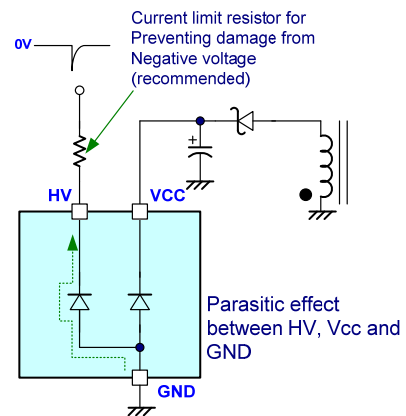 Current limit resistor for
Preventing damage from
Negative voltage
(recommended)
0V
+
HV
VCC
Parasitic effect
between HV, Vcc and
GND
GND